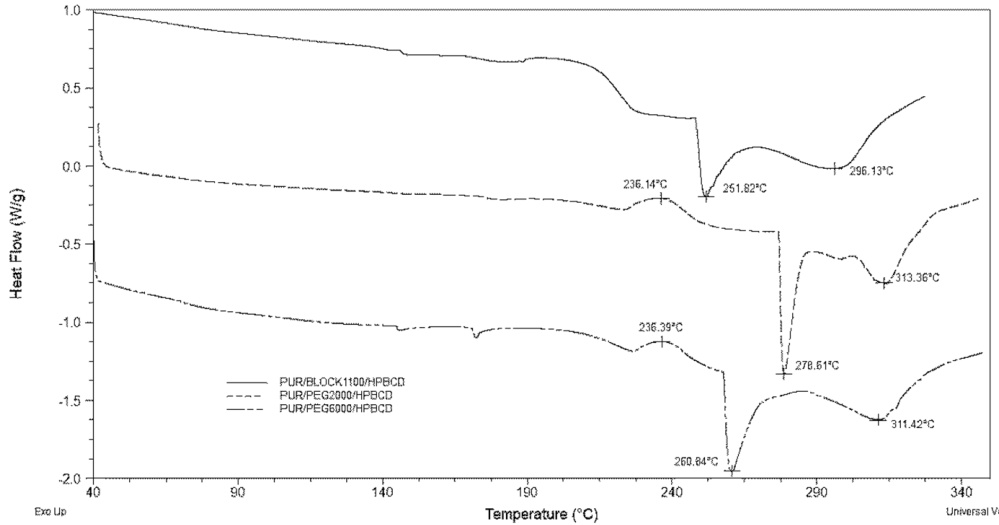 1.0
0.5
0.0
-0.5
-1.0
-1.5
-2.0
Heat Flow (W/g)
236.14°C
251.82°C
296.13°C
236.39°C
278.61°C
313.36°C
PUR/BLOCK1100/HPBCD
PUR/PEG2000/HPBCD
PUR/PEG6000/HPBCD
260.84°C
311.42°C
40
90
140
190
240
290
340
Exo Up
Temperature (°C)
Universal V